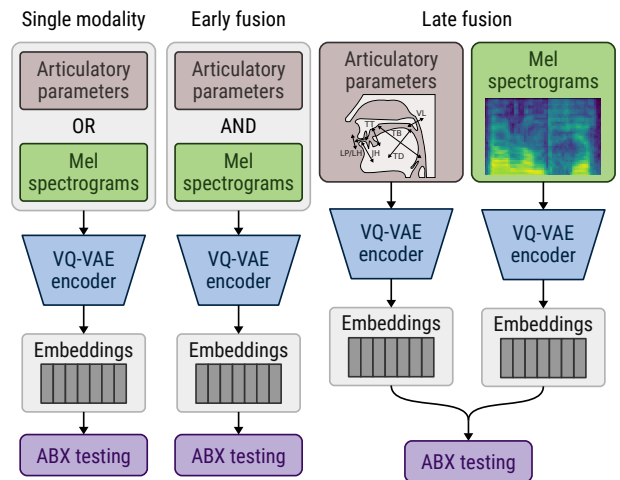 Single modality
Articulatory
parameters
OR
Mel
spectrograms
VQ-VAE
encoder
Embeddings
ABX testing
Early fusion
Articulatory
parameters
AND
Mel
spectrograms
VQ-VAE
encoder
Embeddings
ABX testing
Late fusion
Articulatory
parameters
VL
TT
TB
LP/LH
JH
TD
VQ-VAE
encoder
Embeddings
Mel
spectrograms
VQ-VAE
encoder
Embeddings
ABX testing